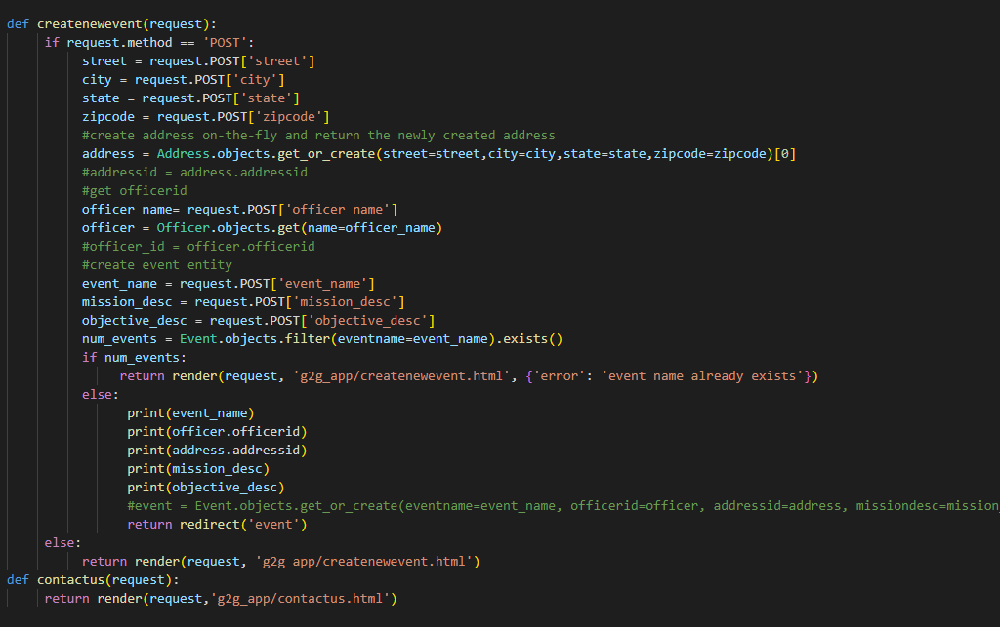 def createnewevent(request):
if request.method == 'POST':
street = request.POST['street']
city = request.POST['city']
state = request.POST['state']
zipcode = request.POST['zipcode']
#create address on-the-fly and return the newly created address
address = Address.objects.get_or_create(street=street,city=city,state=state,zipcode=zipcode)[0]
#addressid = address.addressid
#get officerid
officer_name= request.POST['officer_name']
officer = Officer.objects.get(name=officer_name)
#officer_id = officer.officerid
#create event entity
event_name = request.POST['event_name']
mission_desc = request.POST['mission_desc']
objective_desc = request.POST['objective_desc']
num_events = Event.objects.filter(eventname=event_name).exists()
if num_events:
return render(request, 'g2g_app/createnewevent.html', {'error': 'event name already exists'})
else:
print(event_name)
print(officer.officerid)
print(address.addressid)
print(mission_desc)
print(objective_desc)
#event = Event.objects.get_or_create(eventname=event_name, officerid=officer, addressid=address, missiondesc=mission_
return redirect('event')
else:
return render(request, 'g2g_app/createnewevent.html')
def contactus(request):
return render(request,'g2g_app/contactus.html')